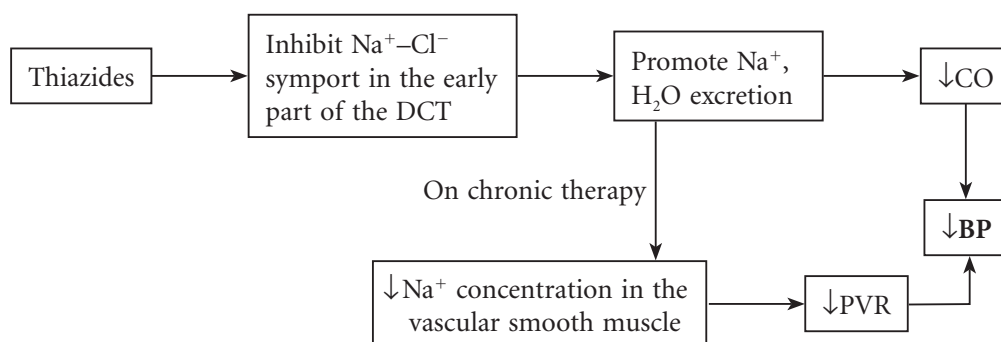 Thiazides
Inhibit Na⁺–Cl⁻
symport in the early
part of the DCT
Promote Na⁺,
H₂O excretion
↓CO
On chronic therapy
↓BP
↓Na⁺ concentration in the
vascular smooth muscle
↓PVR